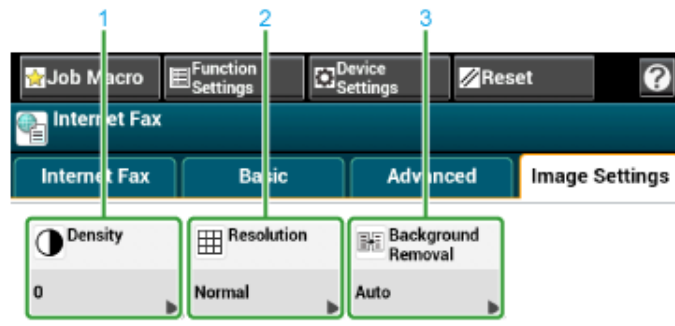 1 2 3
Job Macro Function Settings Device Settings Reset ?
Internet Fax
Internet Fax Basic Advanced Image Settings
Density Resolution Background Removal
0 Normal Auto